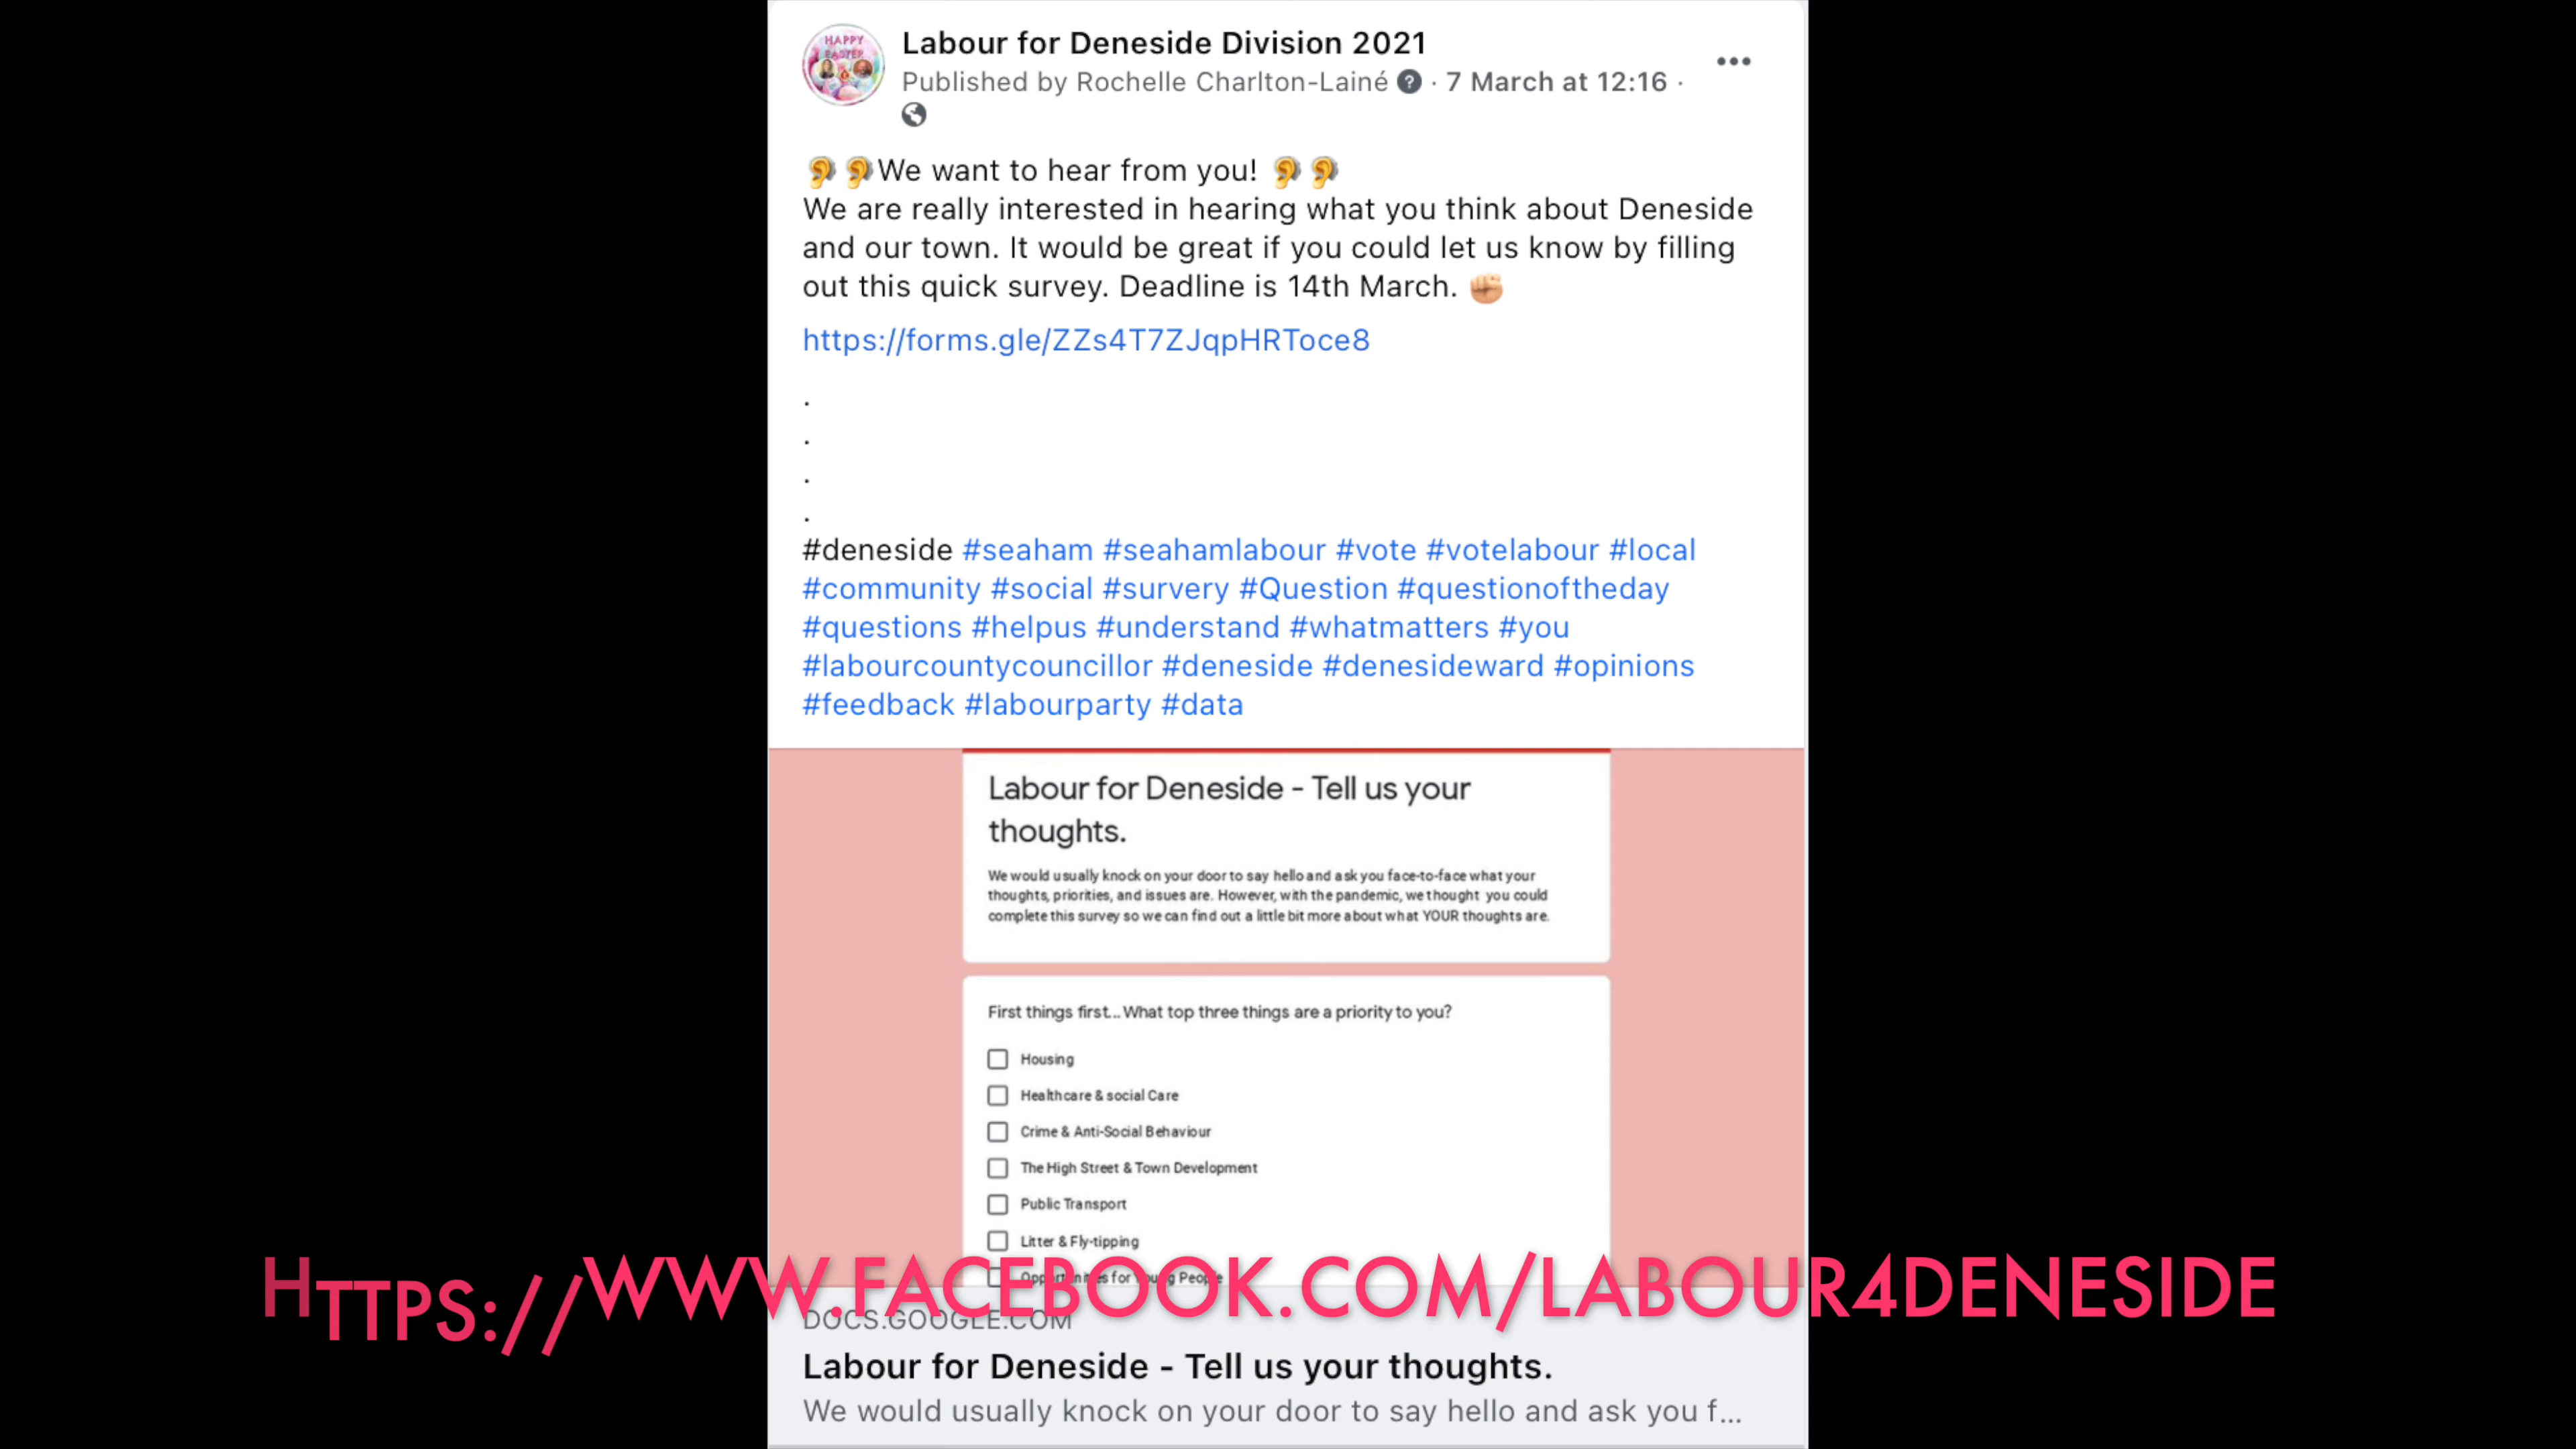 HAPPY
EASTER
Labour for Deneside Division 2021
Published by Rochelle Charlton-Lainé · 7 March at 12:16 ·
👂👂We want to hear from you! 👂👂
We are really interested in hearing what you think about Deneside
and our town. It would be great if you could let us know by filling
out this quick survey. Deadline is 14th March. ✊
https://forms.gle/ZZs4T7ZJqpHRToce8
.
.
.
.
#deneside #seaham #seahamlabour #vote #votelabour #local
#community #social #survery #Question #questionoftheday
#questions #helpus #understand #whatmatters #you
#labourcountycouncillor #deneside #denesideward #opinions
#feedback #labourparty #data
Labour for Deneside - Tell us your
thoughts.
We would usually knock on your door to say hello and ask you face-to-face what your
thoughts, priorities, and issues are. However, with the pandemic, we thought you could
complete this survey so we can find out a little bit more about what YOUR thoughts are.
First things first... What top three things are a priority to you?
Housing
Healthcare & social Care
Crime & Anti-Social Behaviour
The High Street & Town Development
Public Transport
Litter & Fly-tipping
Opportunities for Young People
HTTPS://WWW.FACEBOOK.COM/LABOUR4DENESIDE
DOCS.GOOGLE.COM
Labour for Deneside - Tell us your thoughts.
We would usually knock on your door to say hello and ask you f...